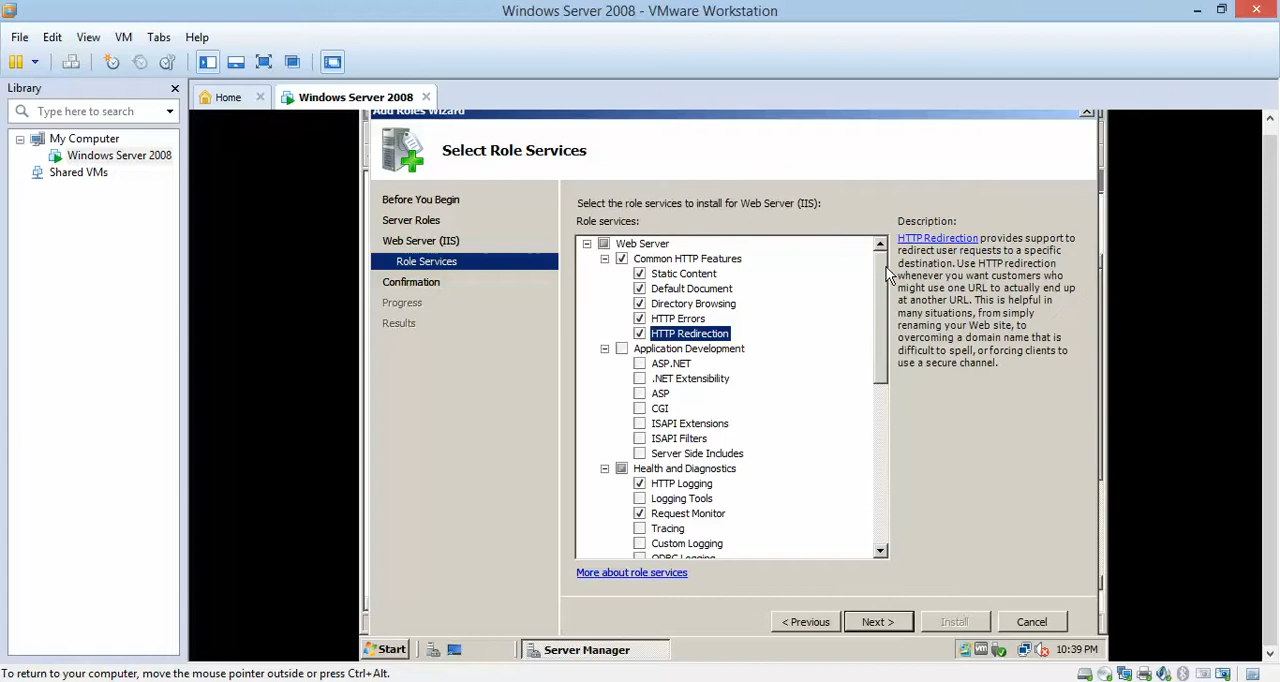 Windows Server 2008 - VMware Workstation
File Edit View VM Tabs Help
Library
Home
Windows Server 2008
Type here to search
My Computer
Windows Server 2008
Shared VMs
Add Roles Wizard
Select Role Services
Before You Begin
Server Roles
Web Server (IIS)
Role Services
Confirmation
Progress
Results
Select the role services to install for Web Server (IIS):
Role services:
Web Server
Common HTTP Features
Static Content
Default Document
Directory Browsing
HTTP Errors
HTTP Redirection
Application Development
ASP.NET
.NET Extensibility
ASP
CGI
ISAPI Extensions
ISAPI Filters
Server Side Includes
Health and Diagnostics
HTTP Logging
Logging Tools
Request Monitor
Tracing
Custom Logging
ODBC Logging
Description:
HTTP Redirection provides support to
redirect user requests to a specific
destination. Use HTTP redirection
whenever you want customers who
might use one URL to actually end up
at another URL. This is helpful in
many situations, from simply
renaming your Web site, to
overcoming a domain name that is
difficult to spell, or forcing clients to
use a secure channel.
More about role services
< Previous
Next >
Install
Cancel
Start
Server Manager
10:39 PM
To return to your computer, move the mouse pointer outside or press Ctrl+Alt.